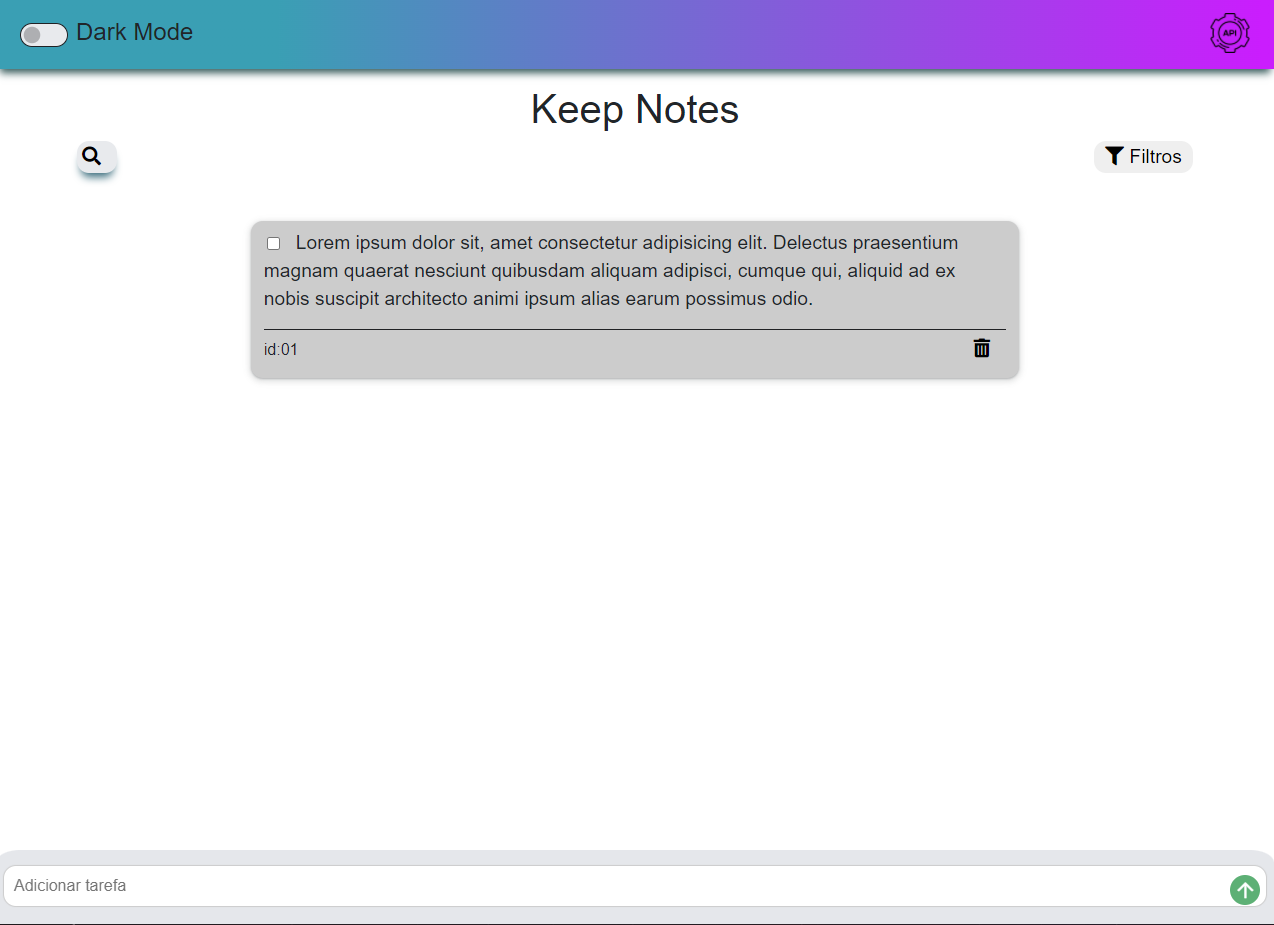 Dark Mode
API
Keep Notes
Filtros
Lorem ipsum dolor sit, amet consectetur adipisicing elit. Delectus praesentium
magnam quaerat nesciunt quibusdam aliquam adipisci, cumque qui, aliquid ad ex
nobis suscipit architecto animi ipsum alias earum possimus odio.
id:01
Adicionar tarefa